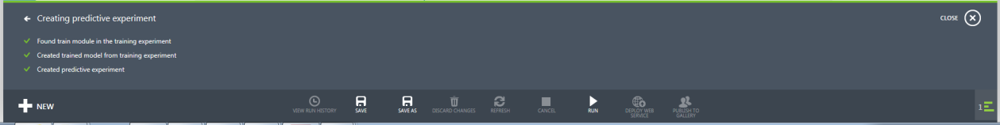 Creating predictive experiment
CLOSE
Found train module in the training experiment
Created trained model from training experiment
Created predictive experiment
NEW
VIEW RUN HISTORY
SAVE
SAVE AS
DISCARD CHANGES
REFRESH
CANCEL
RUN
DEPLOY WEB
SERVICE
PUBLISH TO
GALLERY
1